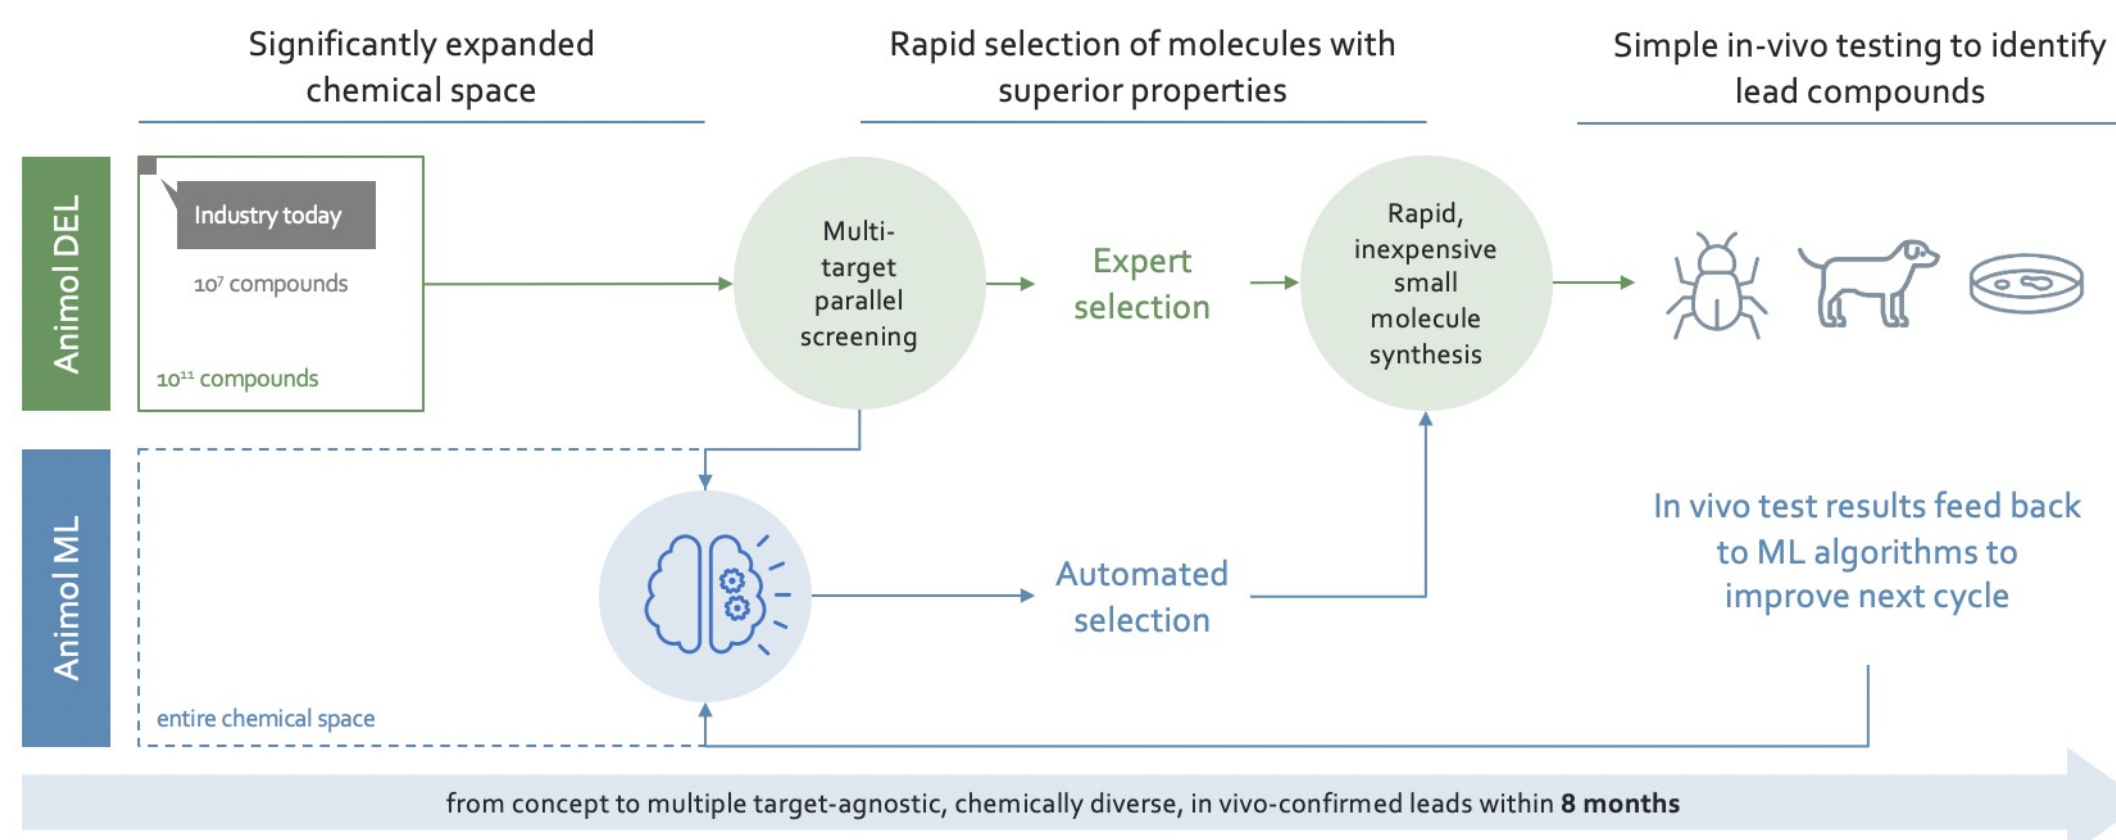 Significantly expanded
chemical space
Rapid selection of molecules with
superior properties
Simple in-vivo testing to identify
lead compounds
Animol DEL
Industry today
10⁷ compounds
10¹¹ compounds
Multi-
target
parallel
screening
Expert
selection
Rapid,
inexpensive
small
molecule
synthesis
Animol ML
entire chemical space
Automated
selection
In vivo test results feed back
to ML algorithms to
improve next cycle
from concept to multiple target-agnostic, chemically diverse, in vivo-confirmed leads within 8 months